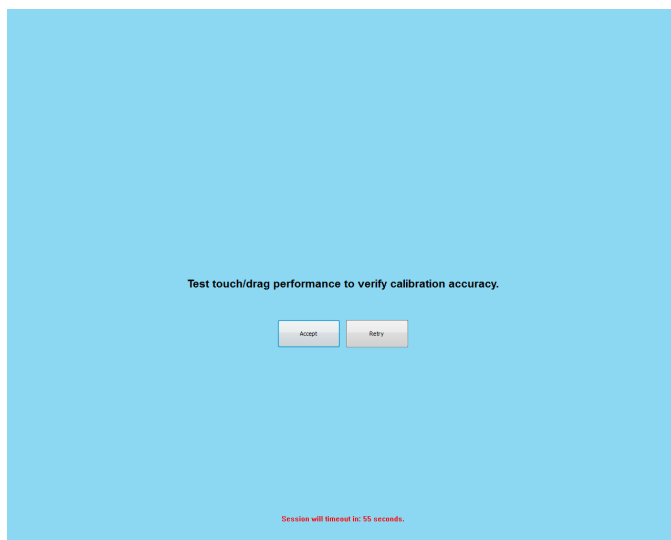 Test touch/drag performance to verify calibration accuracy.
Accept Retry
Session will timeout in: 55 seconds.